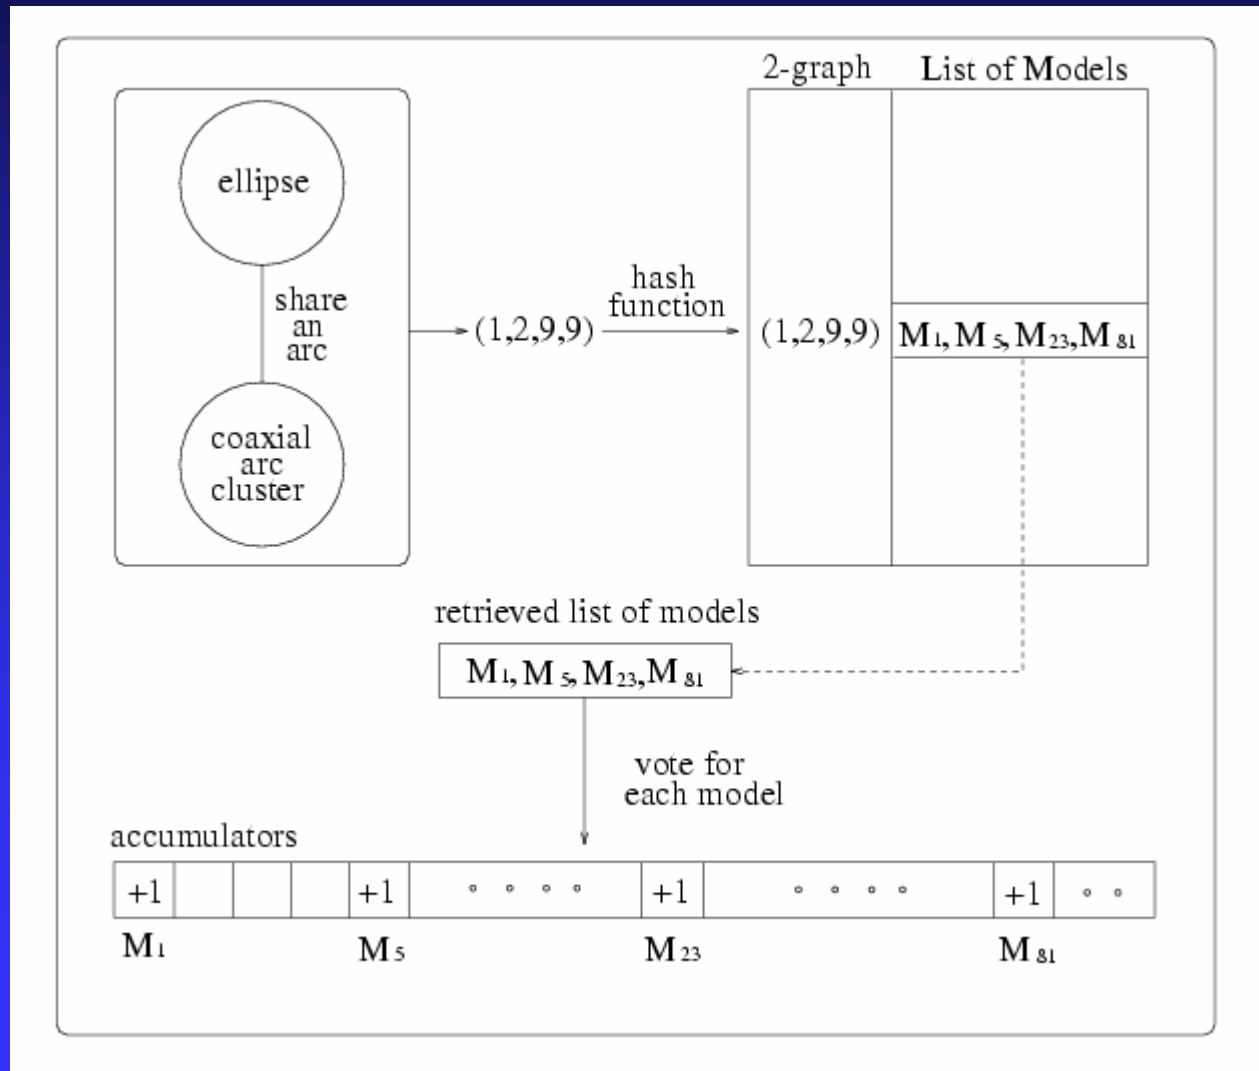 2-graph List of Models
ellipse
share
an
arc
coaxial
arc
cluster
(1,2,9,9)
hash
function
(1,2,9,9)
M1, M5, M23, M81
retrieved list of models
M1, M5, M23, M81
vote for
each model
accumulators
+1 +1 +1 +1
M1 M5 M23 M81